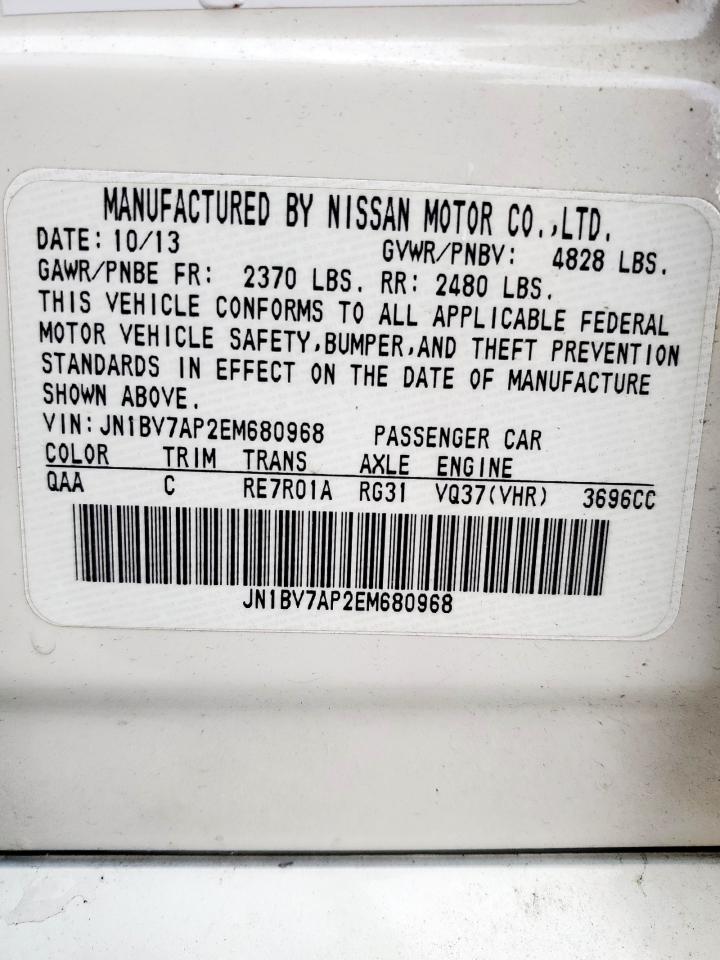 MANUFACTURED BY NISSAN MOTOR CO.,LTD.
DATE: 10/13 GVWR/PNBV: 4828 LBS.
GAWR/PNBE FR: 2370 LBS. RR: 2480 LBS.
THIS VEHICLE CONFORMS TO ALL APPLICABLE FEDERAL
MOTOR VEHICLE SAFETY,BUMPER,AND THEFT PREVENTION
STANDARDS IN EFFECT ON THE DATE OF MANUFACTURE
SHOWN ABOVE.
VIN: JN1BV7AP2EM680968 PASSENGER CAR
COLOR TRIM TRANS AXLE ENGINE
QAA C RE7R01A RG31 VQ37(VHR) 3696CC
JN1BV7AP2EM680968